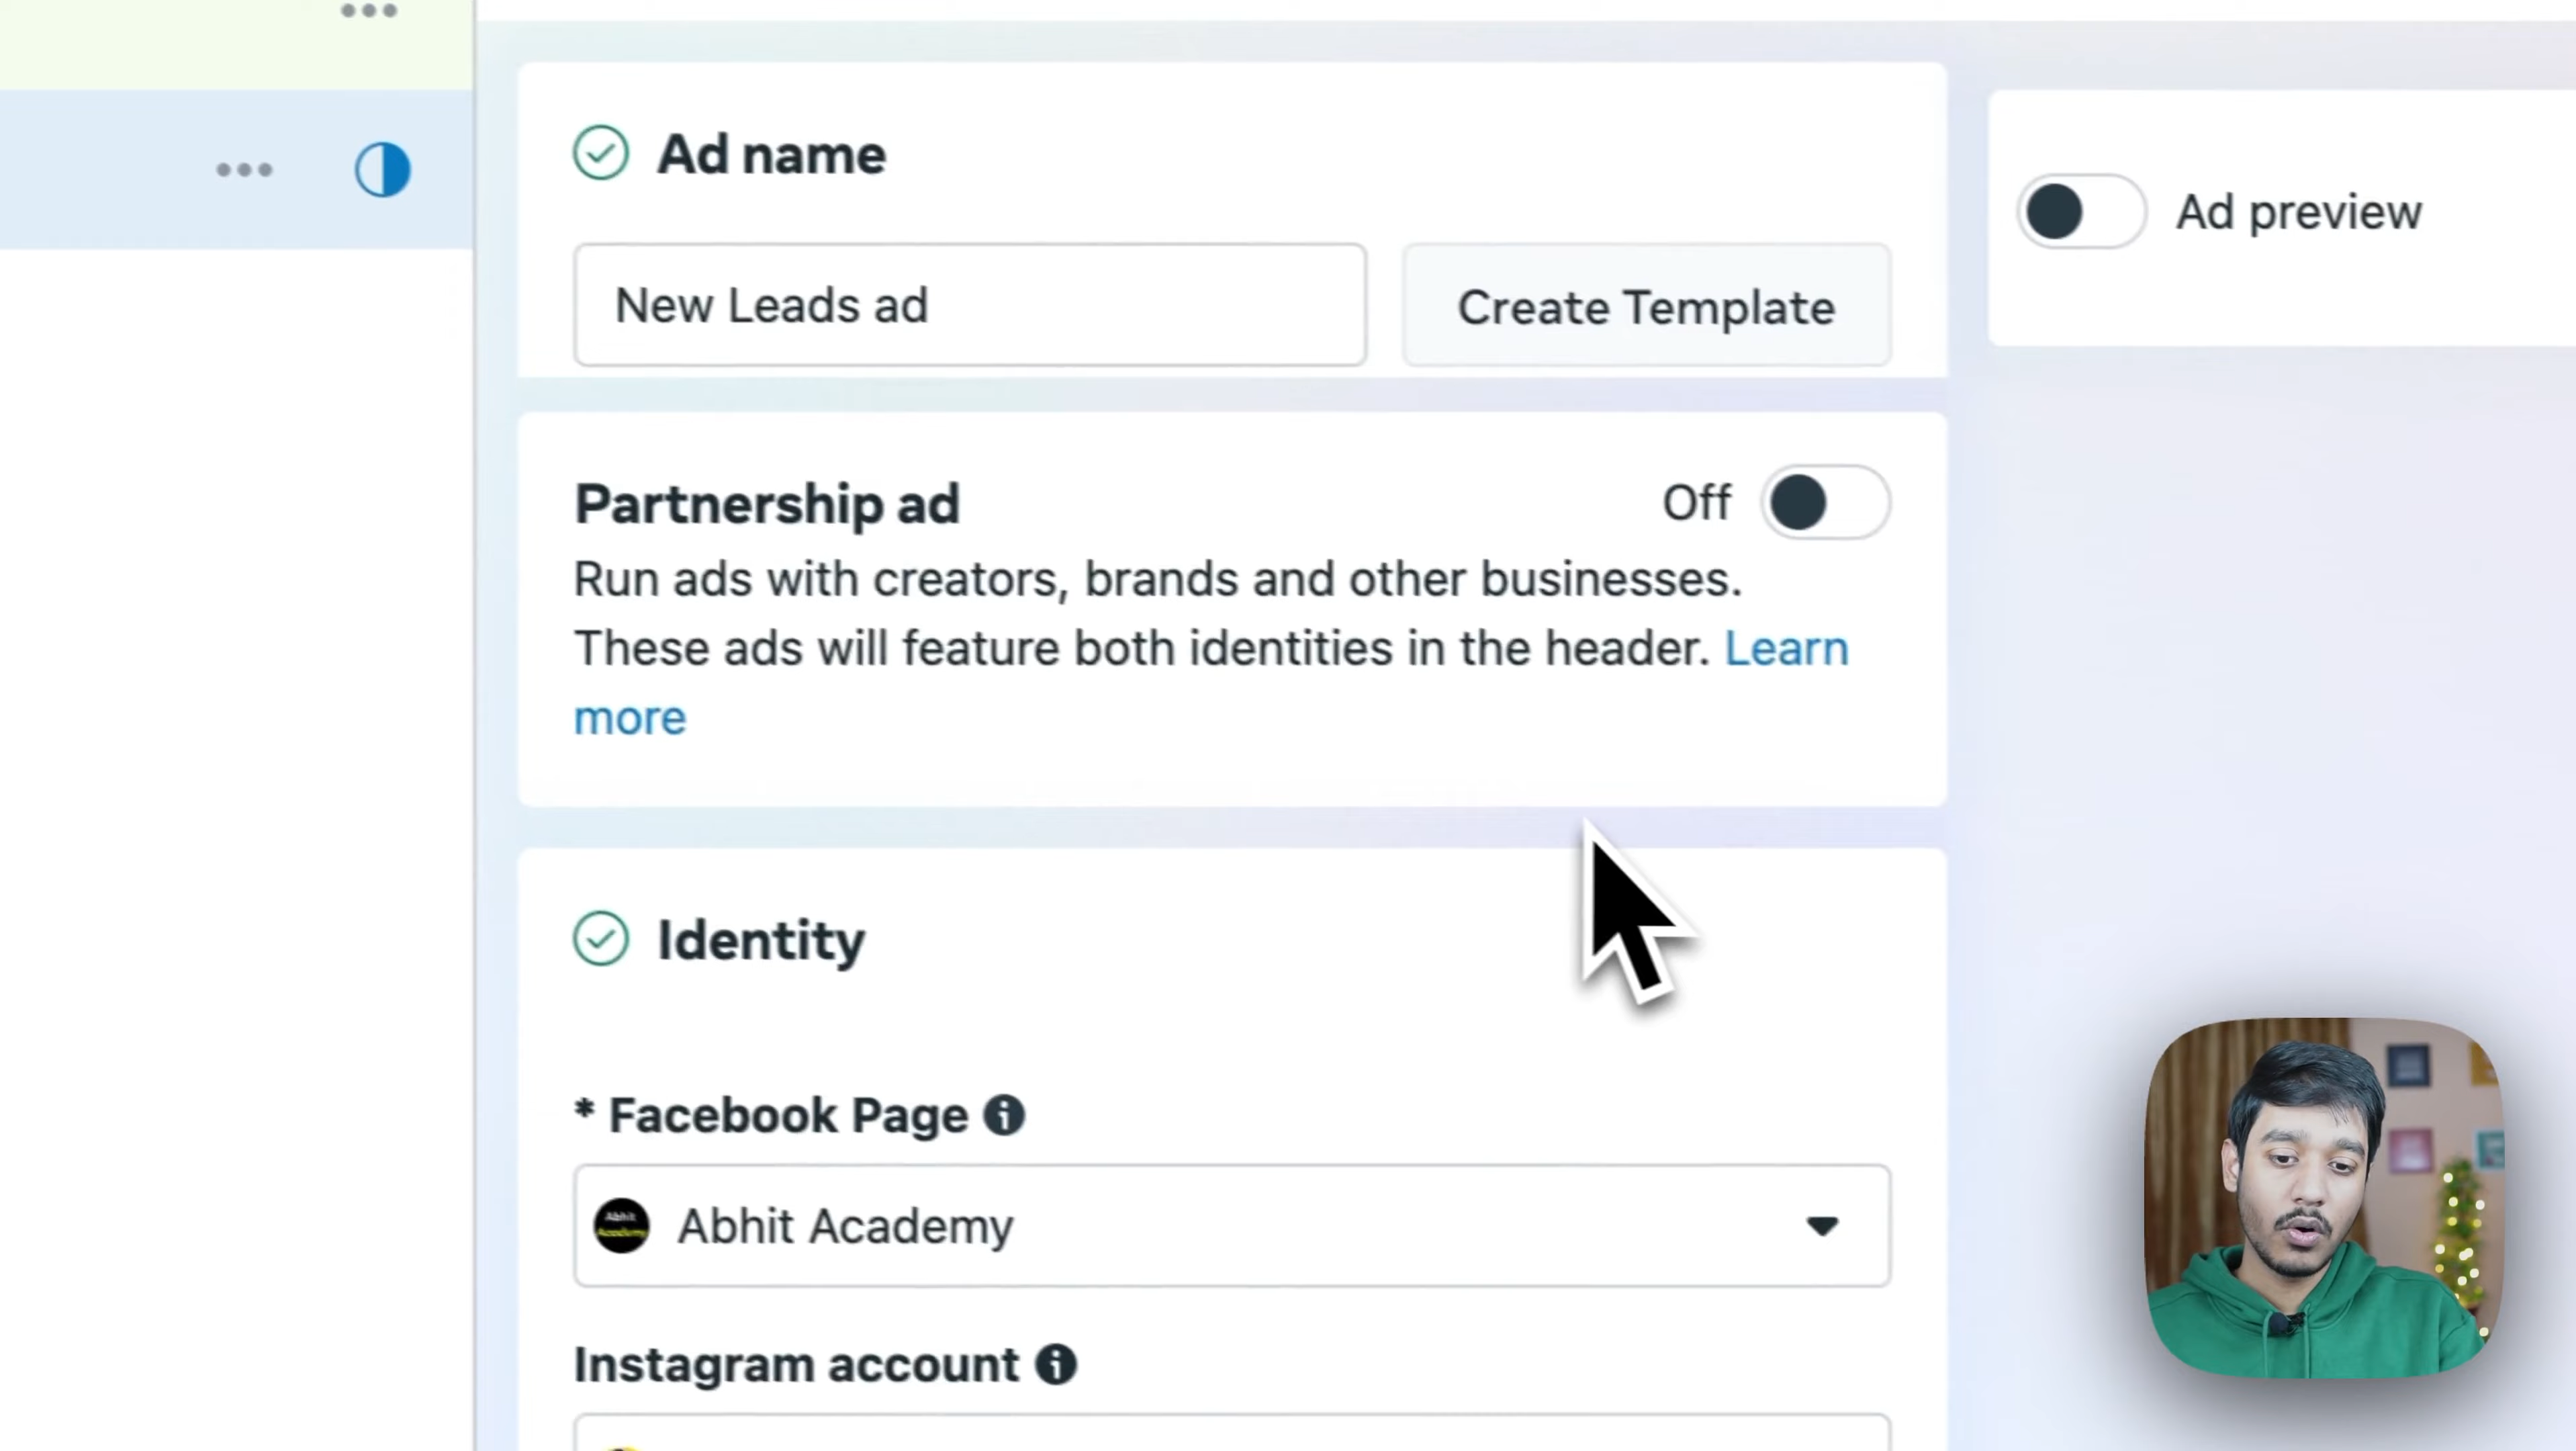 Ad name
New Leads ad
Create Template
Ad preview
Partnership ad
Off
Run ads with creators, brands and other businesses.
These ads will feature both identities in the header. Learn
more
Identity
* Facebook Page
Abhit
Academy
Abhit Academy
Instagram account